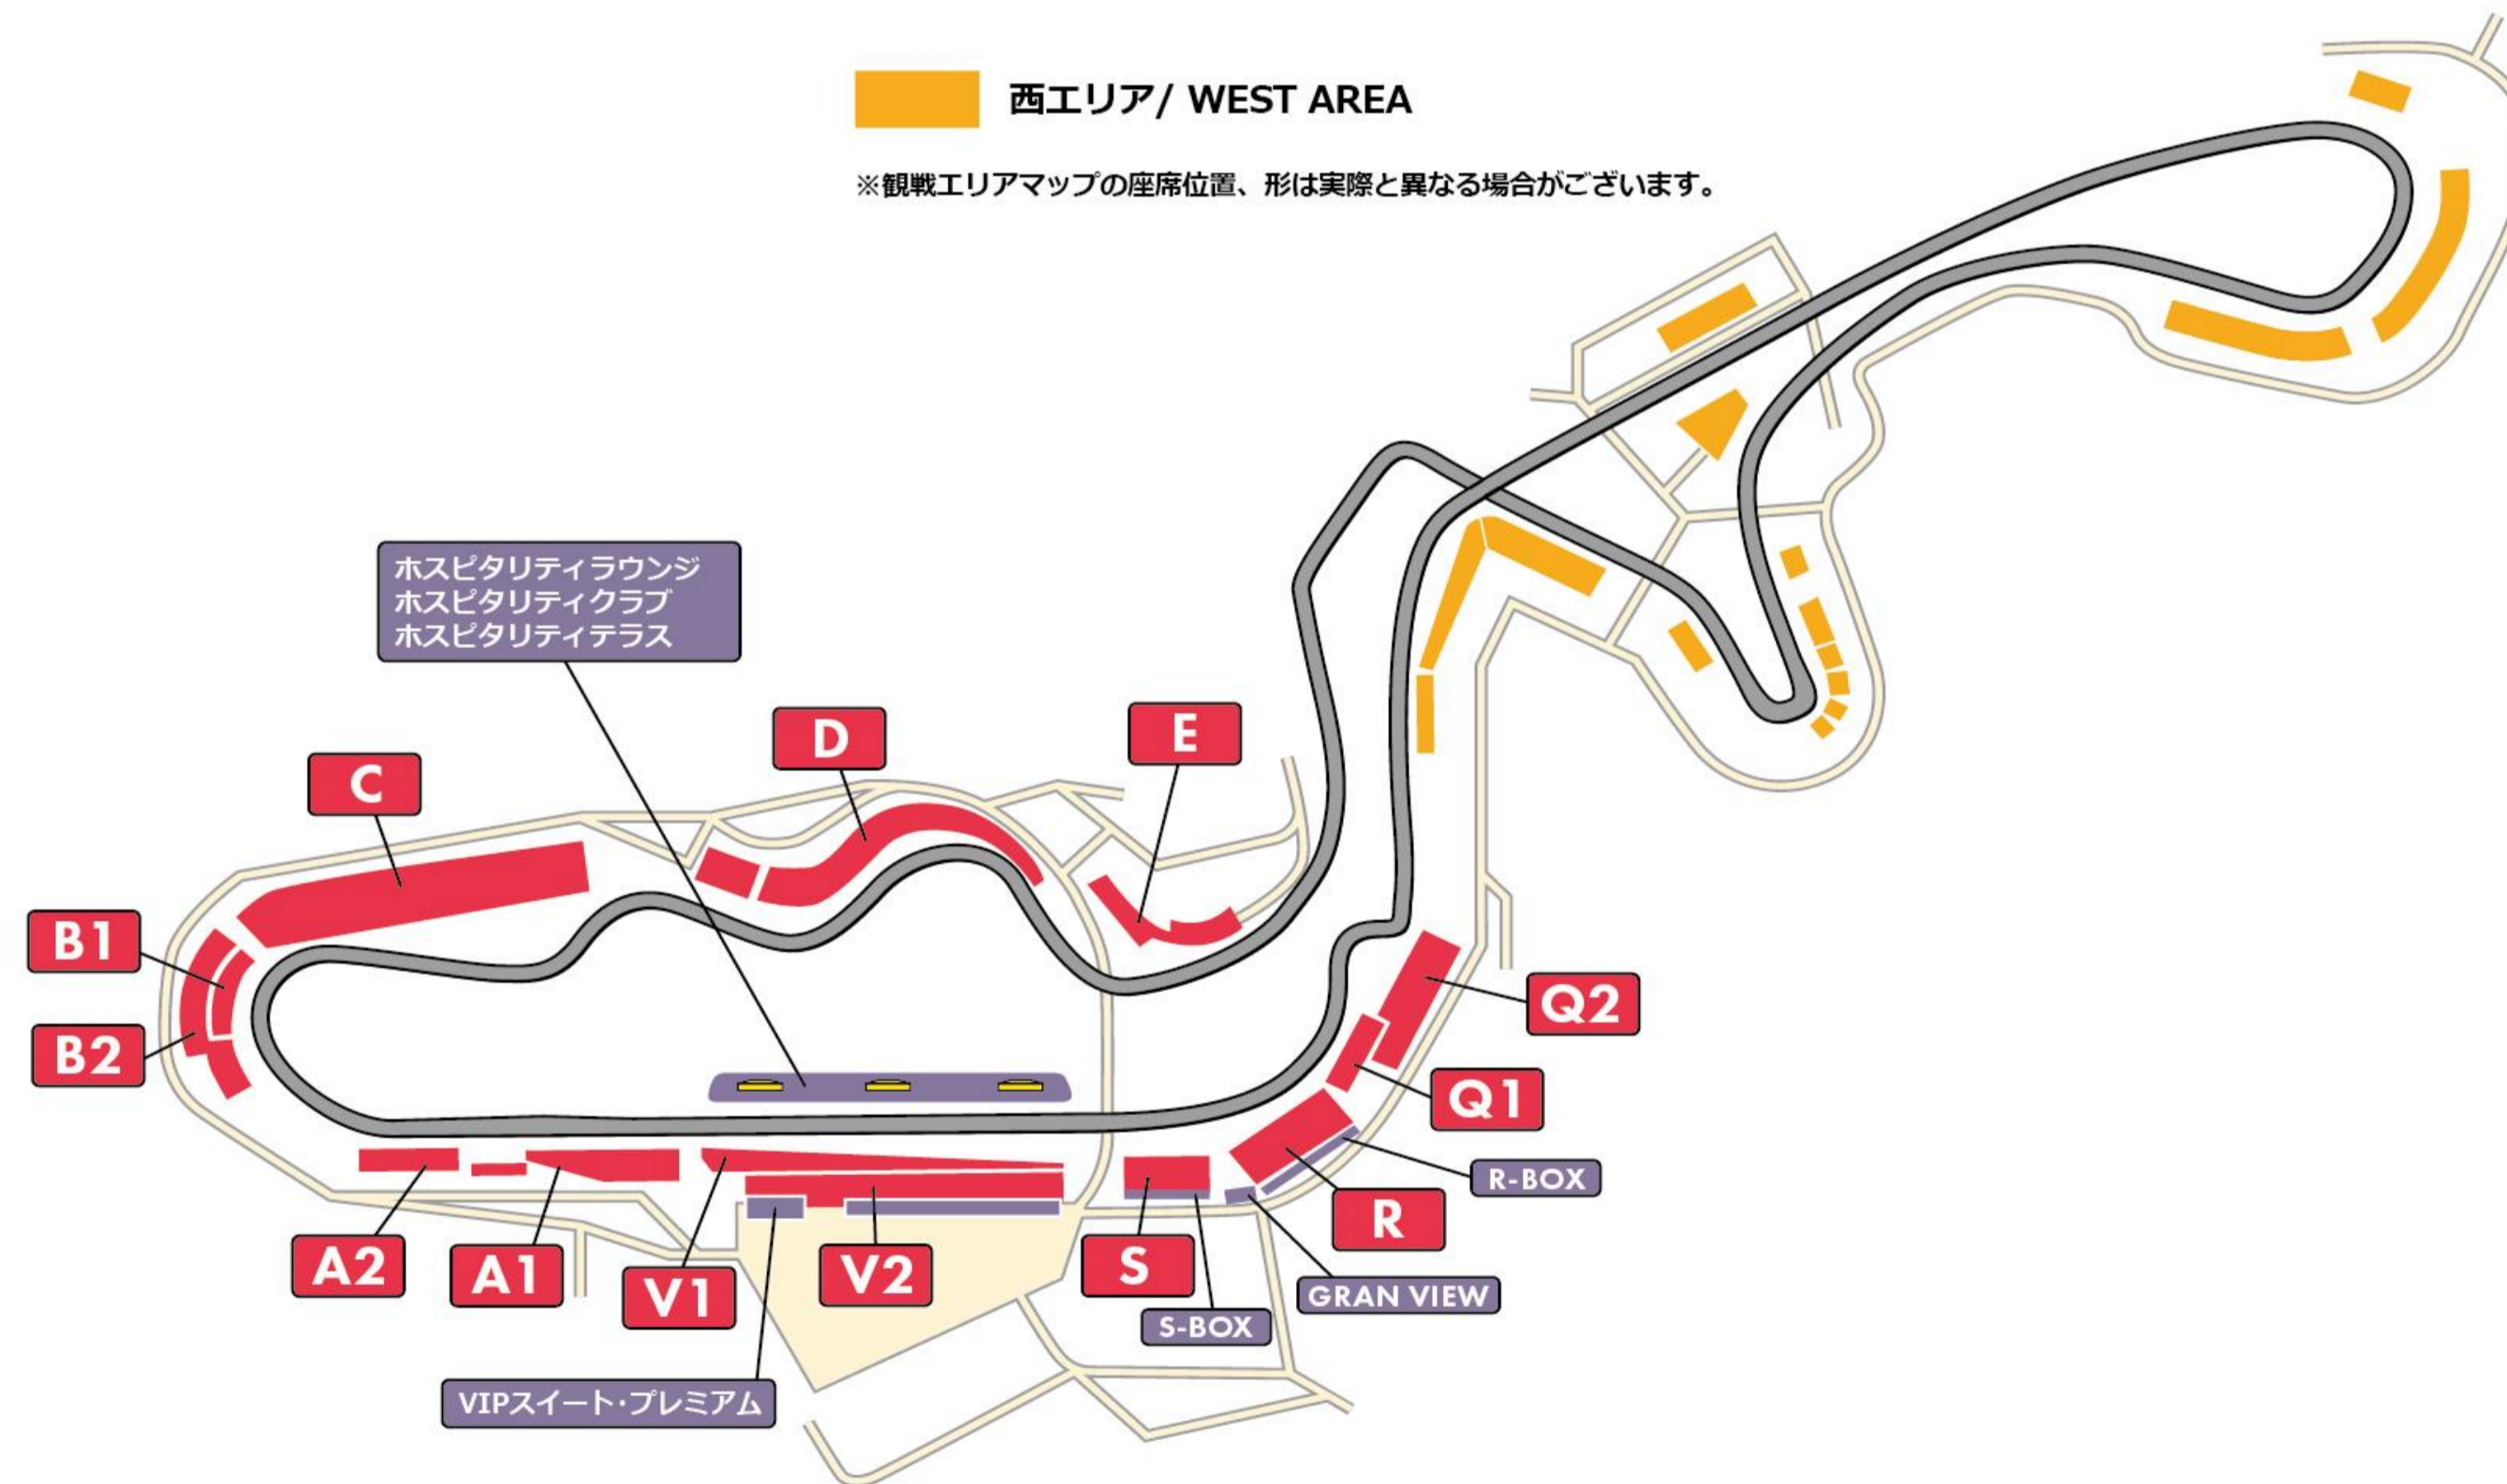 西エリア/ WEST AREA
※観戦エリアマップの座席位置、形は実際と異なる場合がございます。
ホスピタリティラウンジ
ホスピタリティクラブ
ホスピタリティテラス
D
E
C
B1
B2
Q2
Q1
R-BOX
R
A2
A1
V1
V2
S
GRAN VIEW
S-BOX
VIPスイート・プレミアム